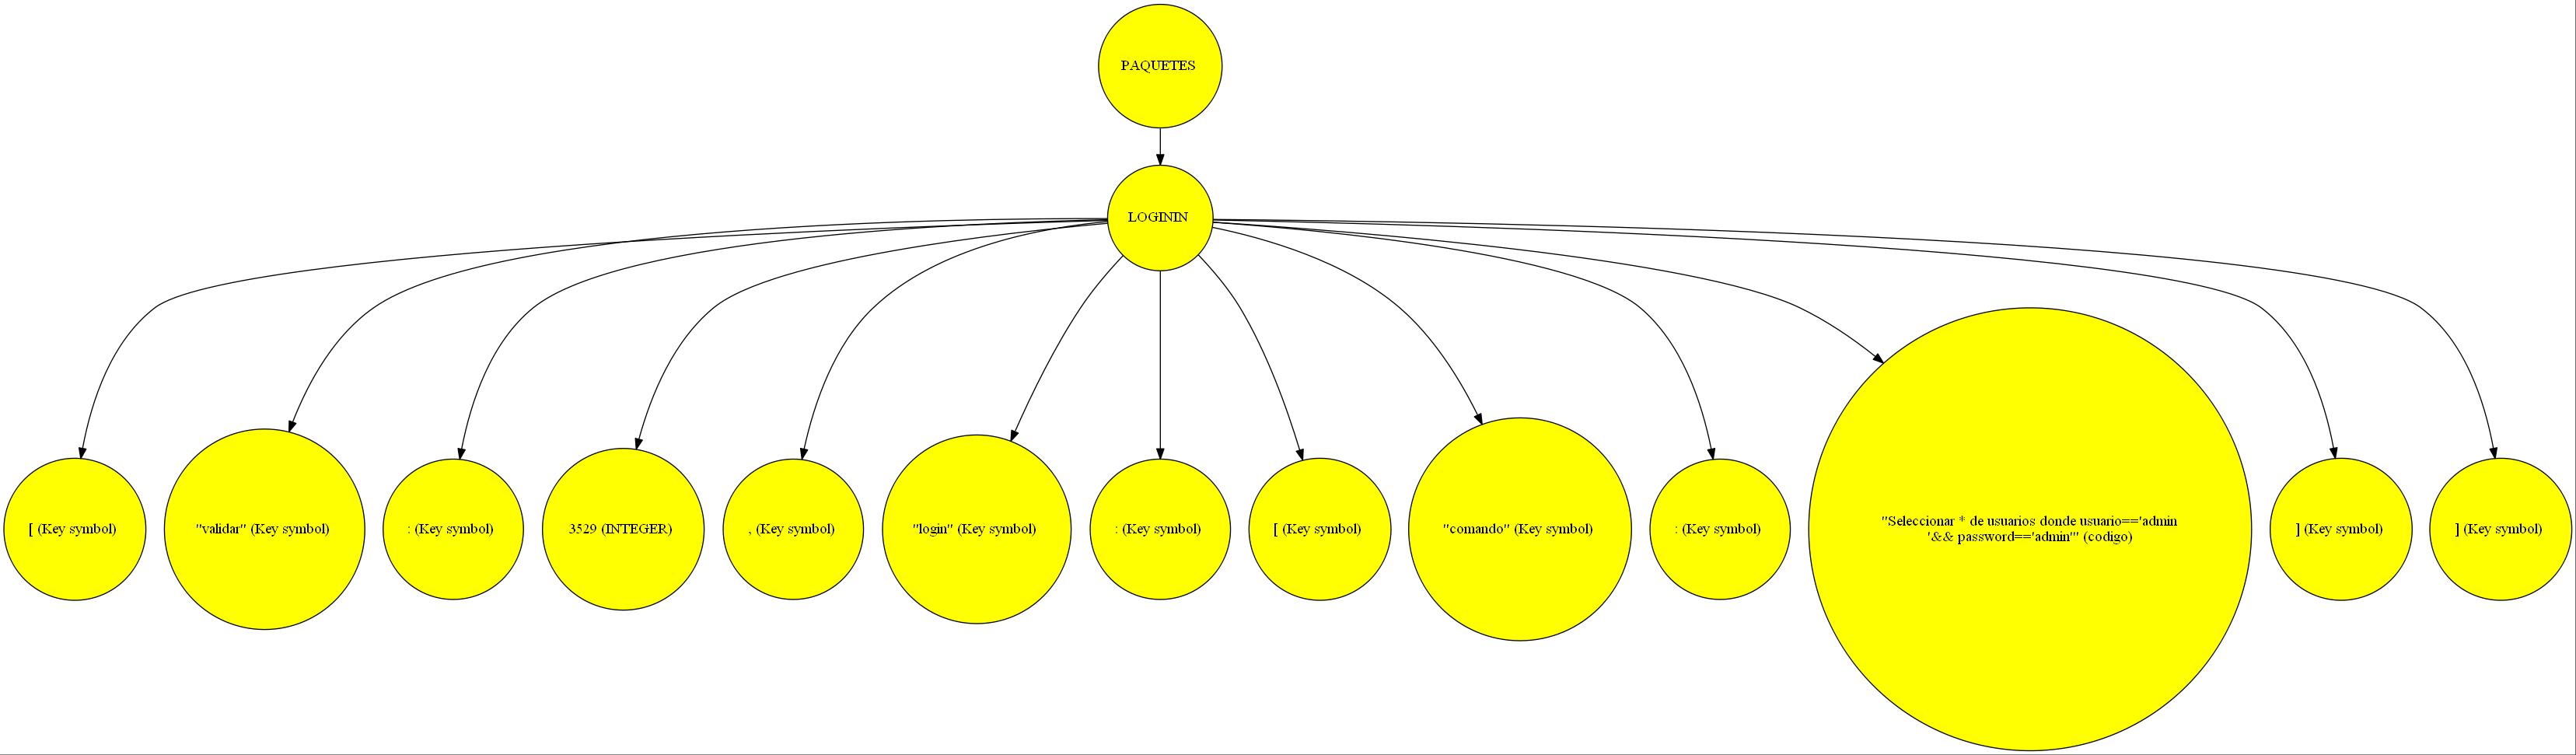 PAQUETES
LOGININ
[ (Key symbol)
"validar" (Key symbol)
: (Key symbol)
3529 (INTEGER)
, (Key symbol)
"login" (Key symbol)
: (Key symbol)
[ (Key symbol)
"comando" (Key symbol)
: (Key symbol)
"Seleccionar * de usuarios donde usuario=='admin
'&& password=='admin'" (codigo)
] (Key symbol)
] (Key symbol)